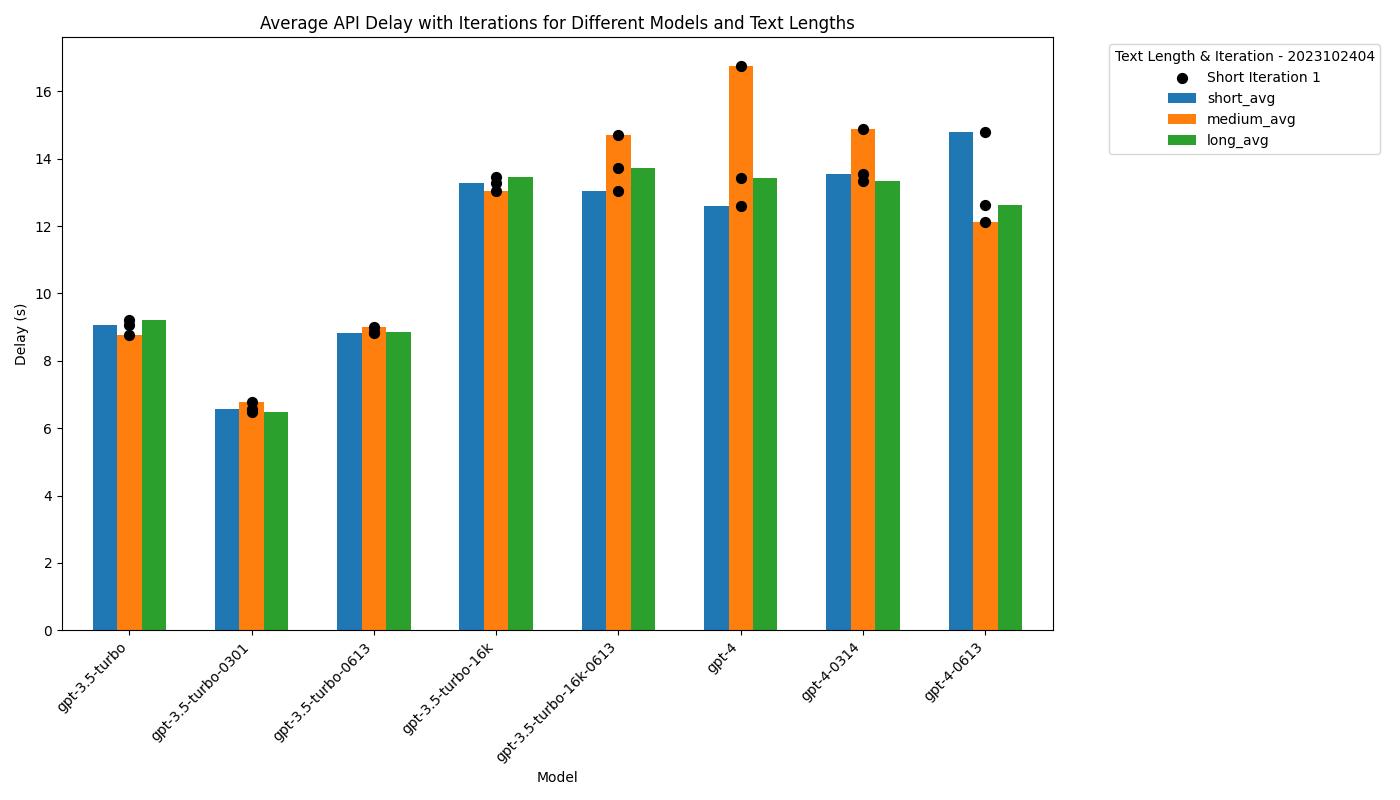 Average API Delay with Iterations for Different Models and Text Lengths
Text Length & Iteration - 2023102404
Short Iteration 1
short_avg
medium_avg
long_avg
Delay (s)
16
14
12
10
8
6
4
2
0
gpt-3.5-turbo
gpt-3.5-turbo-0301
gpt-3.5-turbo-0613
gpt-3.5-turbo-16k
gpt-3.5-turbo-16k-0613
gpt-4
gpt-4-0314
gpt-4-0613
Model